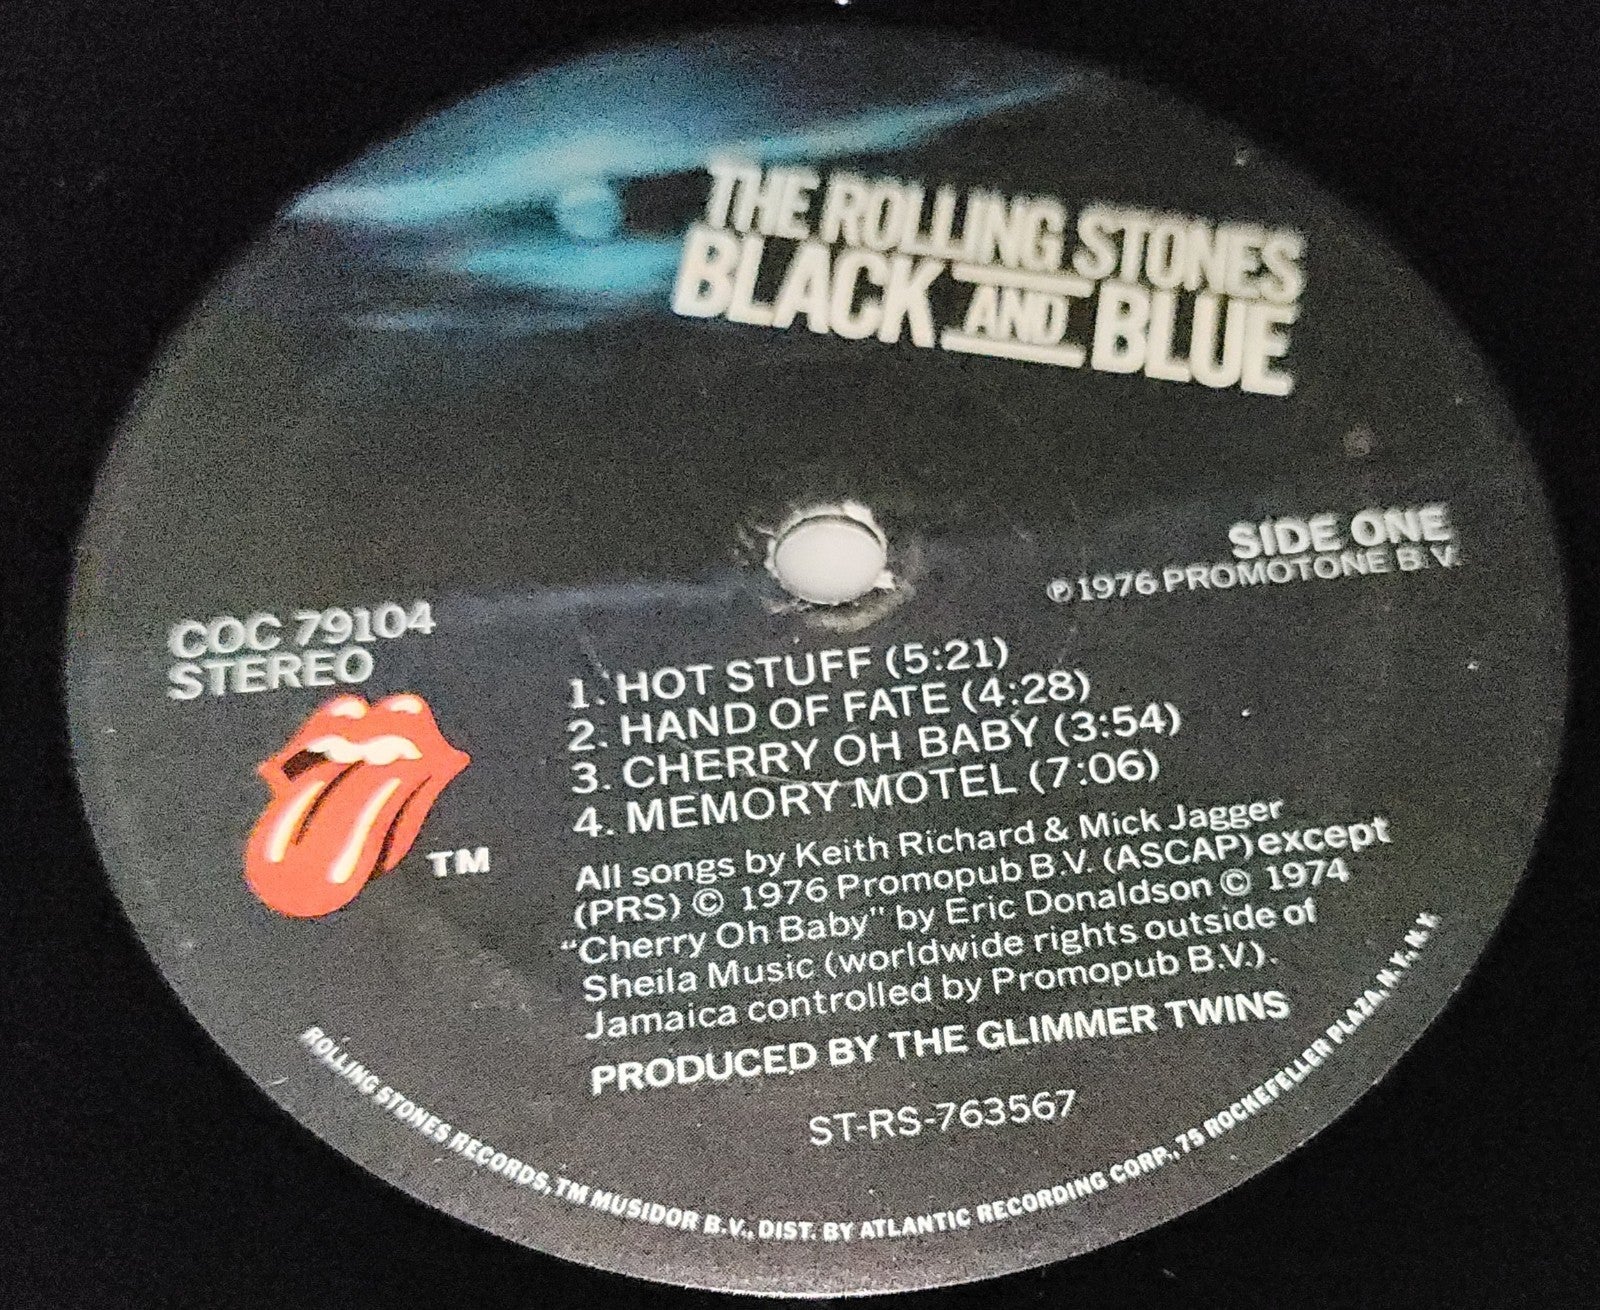 THE ROLLING STONES
BLACK AND BLUE
SIDE ONE
℗ 1976 PROMOTONE B.V.
COC 79104
STEREO
TM
1. HOT STUFF (5:21)
2. HAND OF FATE (4:28)
3. CHERRY OH BABY (3:54)
4. MEMORY MOTEL (7:06)
All songs by Keith Richard & Mick Jagger
(PRS) © 1976 Promopub B.V. (ASCAP) except
"Cherry Oh Baby" by Eric Donaldson © 1974
Sheila Music (worldwide rights outside of
Jamaica controlled by Promopub B.V.).
PRODUCED BY THE GLIMMER TWINS
ST-RS-763567
ROLLING STONES RECORDS, TM MUSIDOR B.V., DIST. BY ATLANTIC RECORDING CORP., 75 ROCKEFELLER PLAZA, N.Y., N.Y.